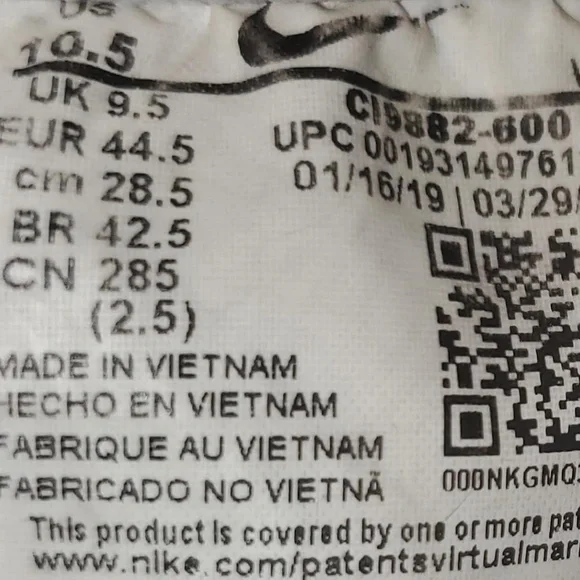 US
10.5
UK 9.5
EUR 44.5
cm 28.5
BR 42.5
CN 285
(2.5)
CI9882-600
UPC 00193149761
01/16/19 | 03/29/
MADE IN VIETNAM
HECHO EN VIETNAM
FABRIQUE AU VIETNAM
FABRICADO NO VIETNÃ
000NKGMQ
This product is covered by one or more pat
www.nike.com/patentsvirtualmar